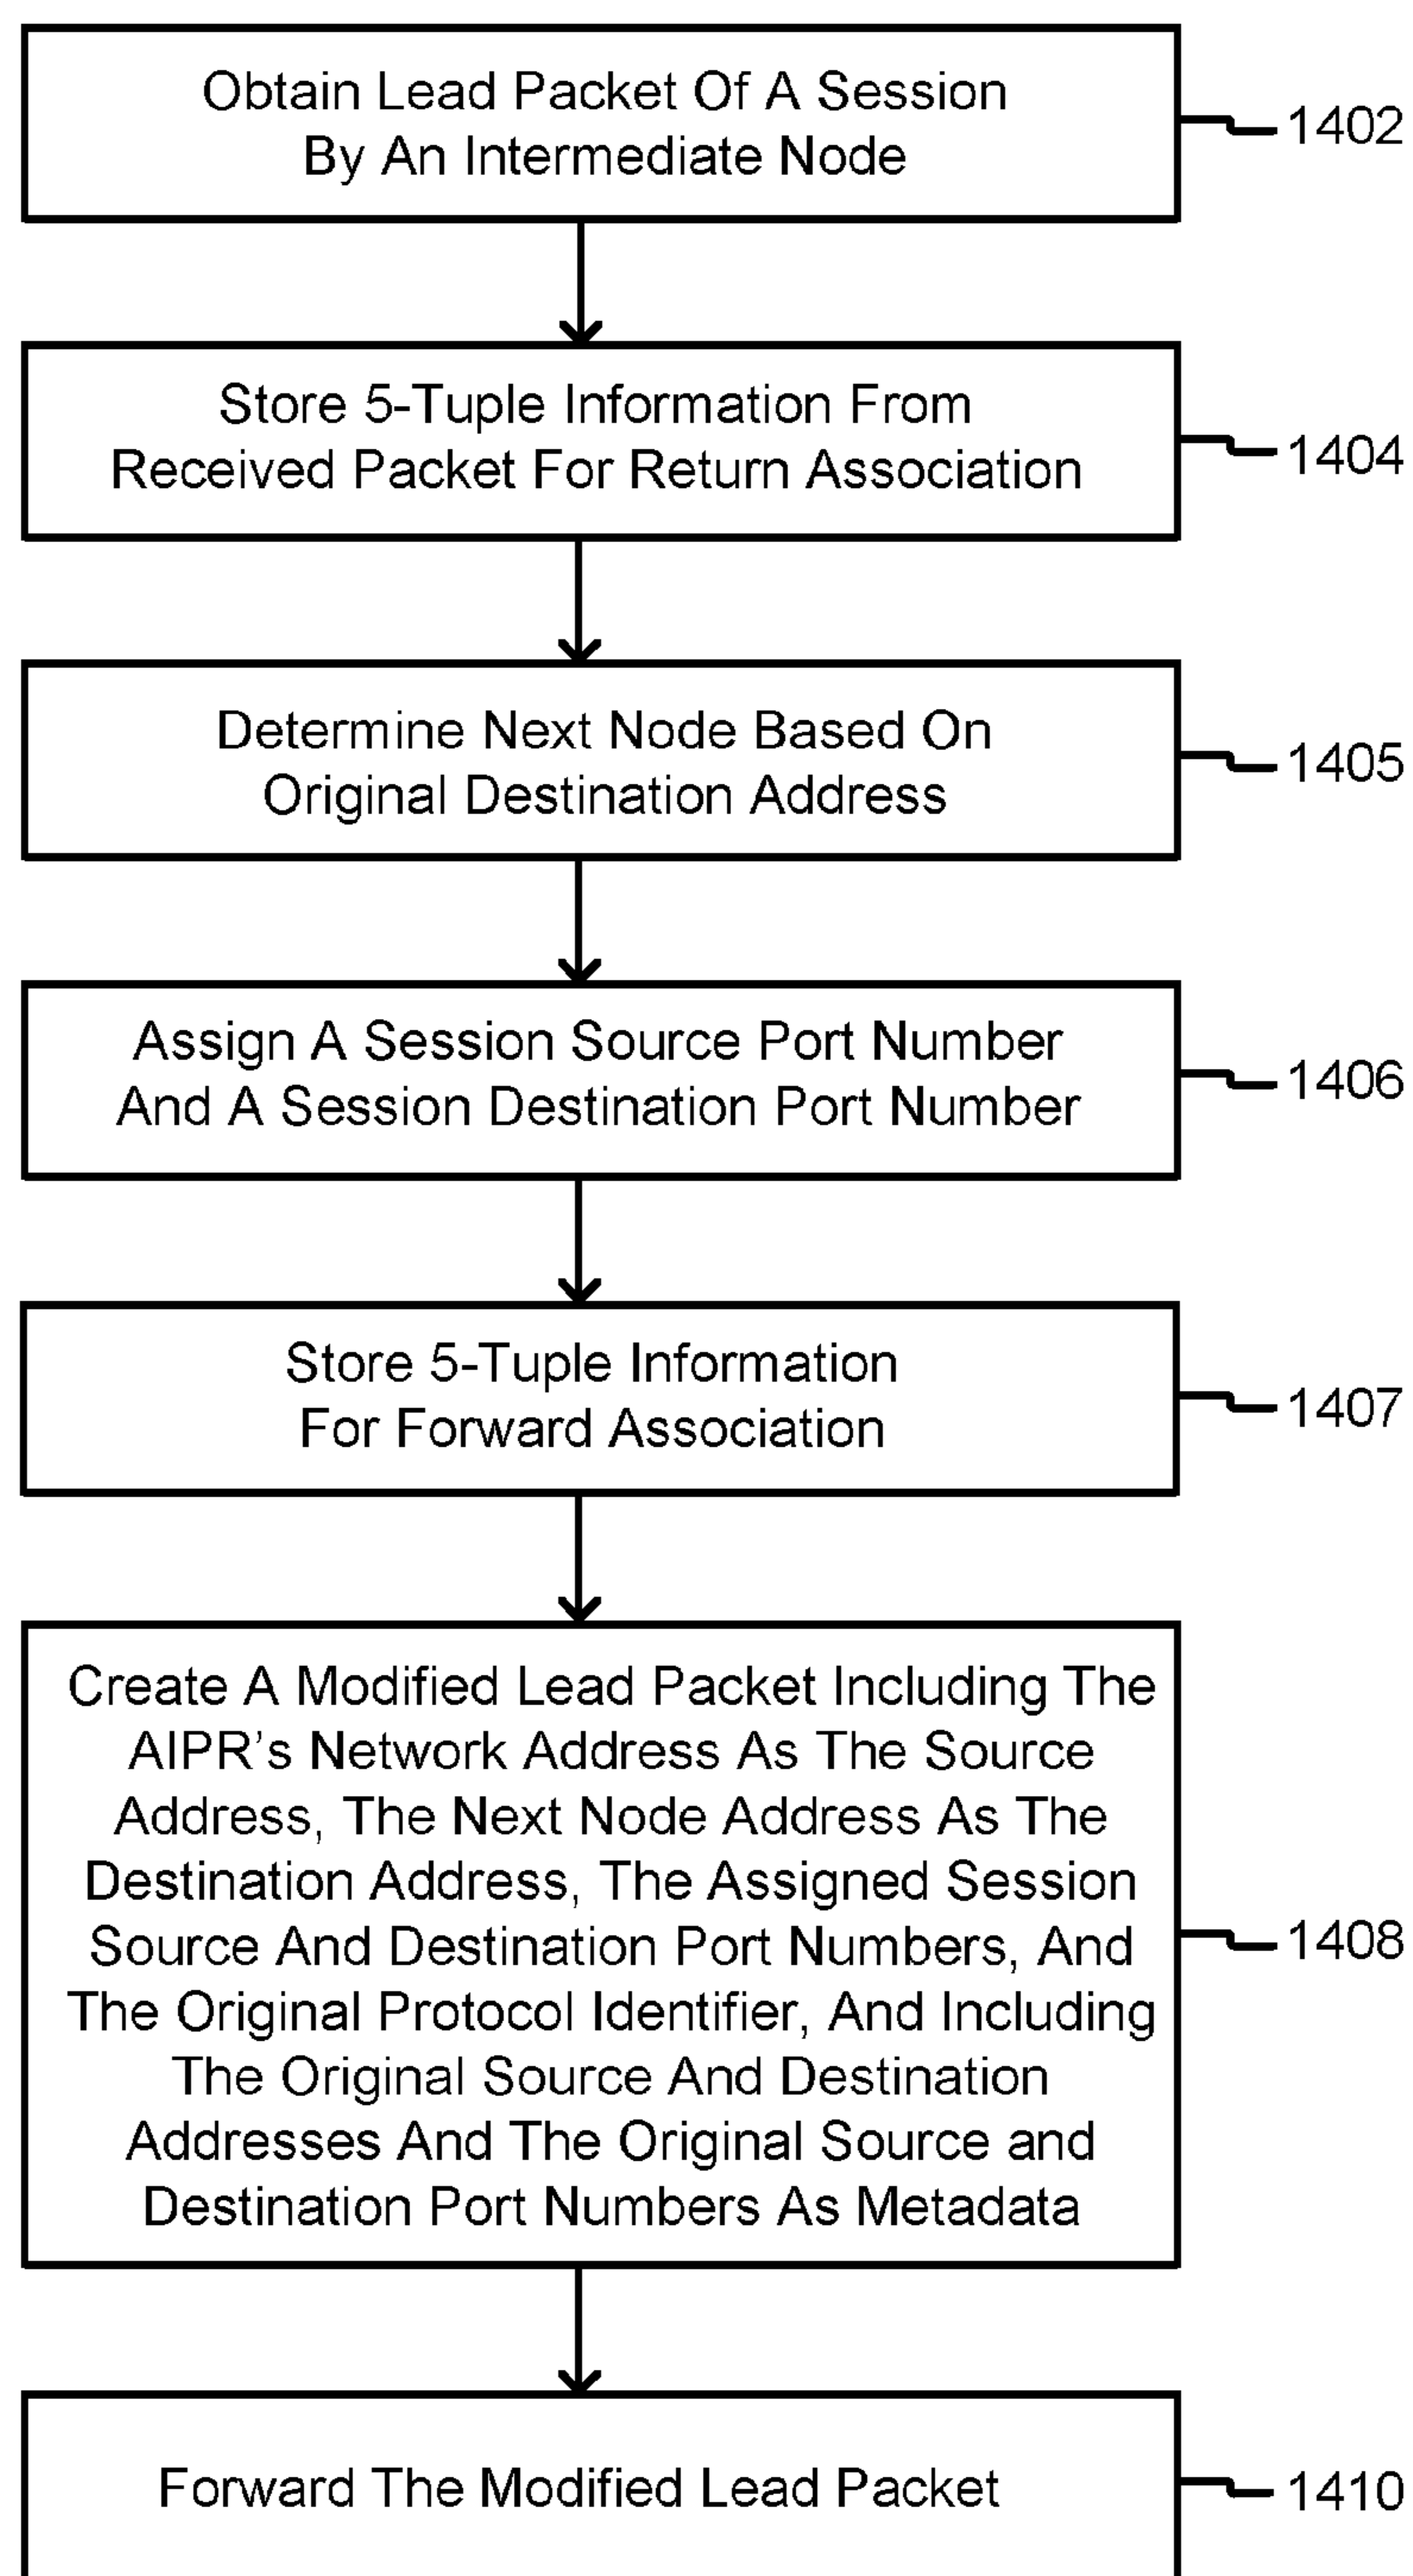 Obtain Lead Packet Of A Session
By An Intermediate Node
1402
Store 5-Tuple Information From
Received Packet For Return Association
1404
Determine Next Node Based On
Original Destination Address
1405
Assign A Session Source Port Number
And A Session Destination Port Number
1406
Store 5-Tuple Information
For Forward Association
1407
Create A Modified Lead Packet Including The
AIPR’s Network Address As The Source
Address, The Next Node Address As The
Destination Address, The Assigned Session
Source And Destination Port Numbers, And
The Original Protocol Identifier, And Including
The Original Source And Destination
Addresses And The Original Source and
Destination Port Numbers As Metadata
1408
Forward The Modified Lead Packet
1410